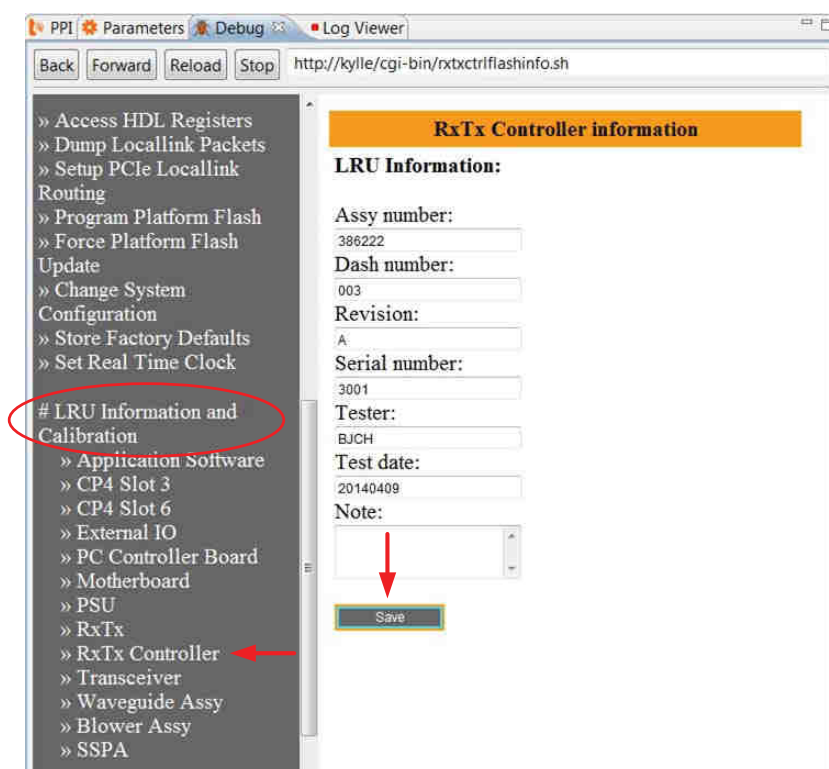 PPI Parameters Debug Log Viewer
Back Forward Reload Stop http://kylle/cgi-bin/rxtxctrlflashinfo.sh
» Access HDL Registers
» Dump Locallink Packets
» Setup PCIe Locallink
Routing
» Program Platform Flash
» Force Platform Flash
Update
» Change System
Configuration
» Store Factory Defaults
» Set Real Time Clock
# LRU Information and
Calibration
» Application Software
» CP4 Slot 3
» CP4 Slot 6
» External IO
» PC Controller Board
» Motherboard
» PSU
» RxTx
» RxTx Controller
» Transceiver
» Waveguide Assy
» Blower Assy
» SSPA
RxTx Controller information
LRU Information:
Assy number:
386222
Dash number:
003
Revision:
A
Serial number:
3001
Tester:
BJCH
Test date:
20140409
Note:
Save